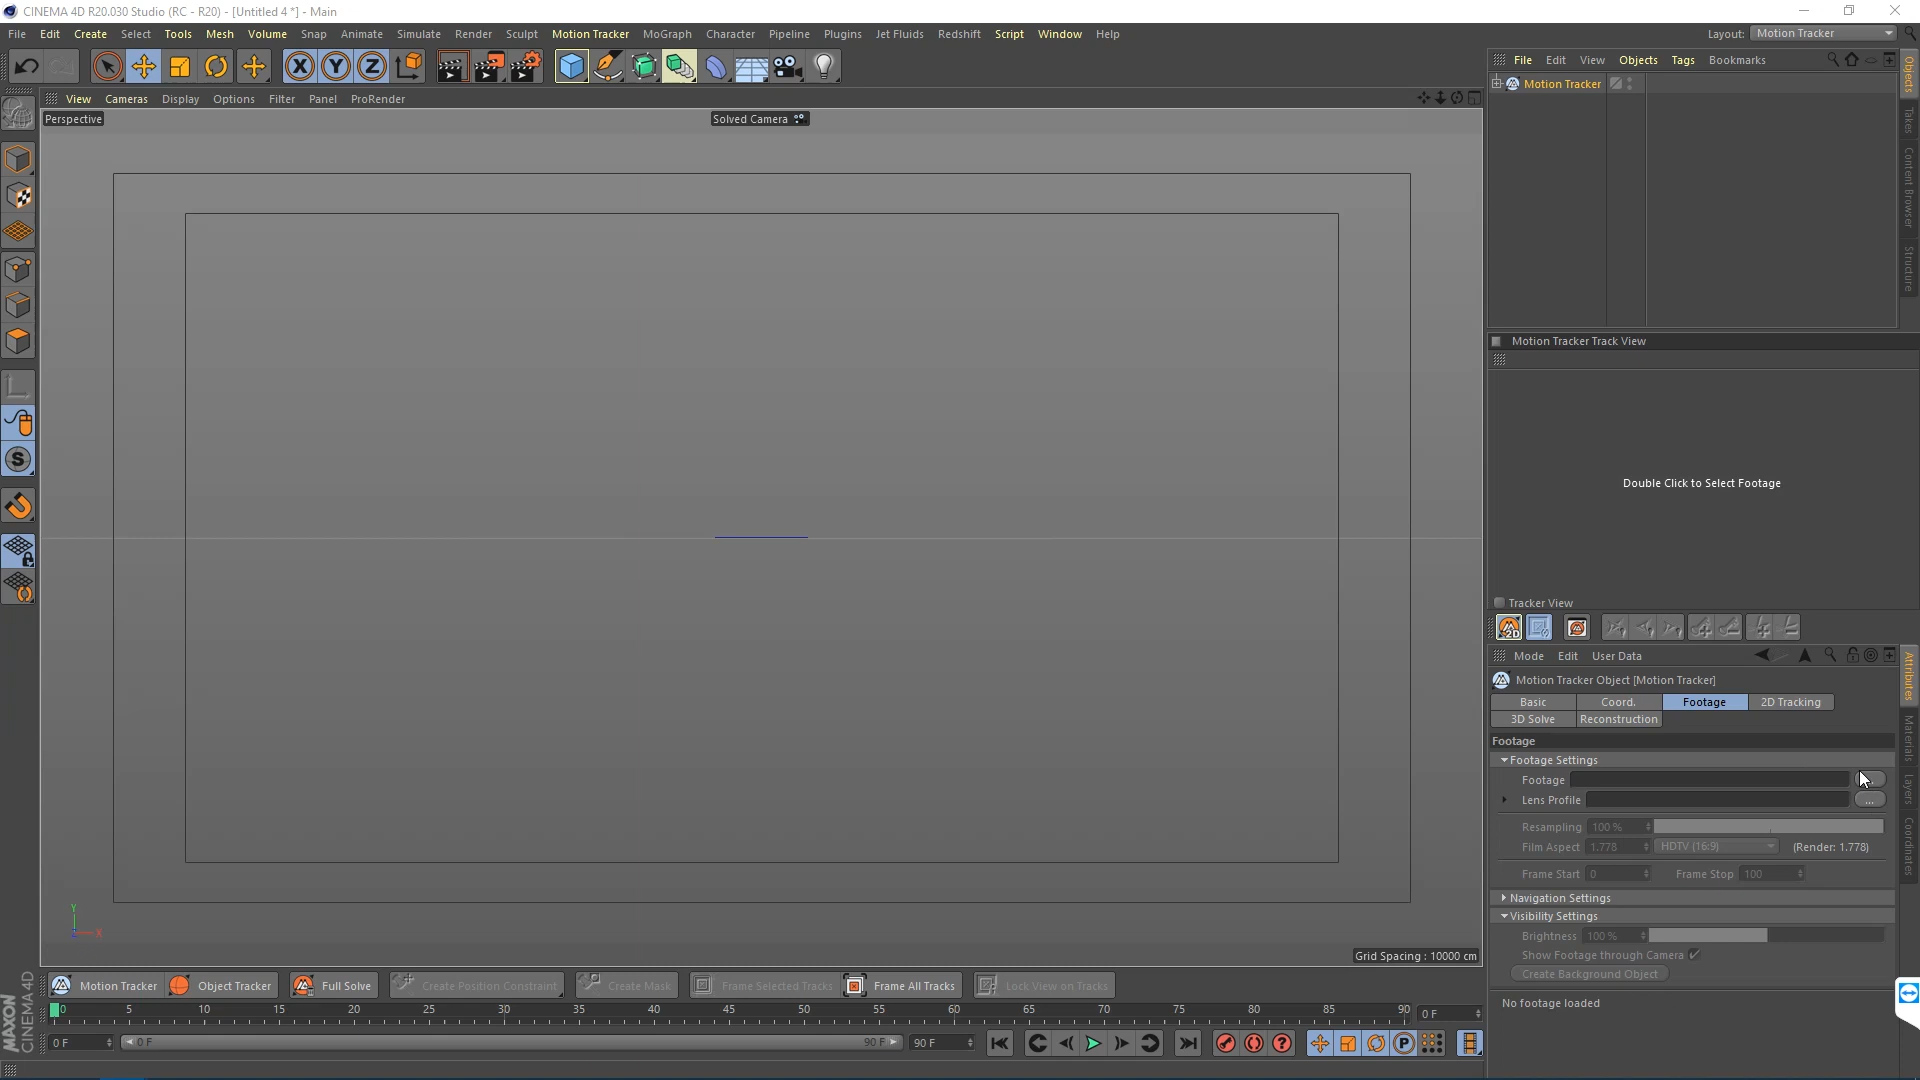 CINEMA 4D R20.030 Studio (RC - R20) - [Untitled 4 *] - Main
File Edit Create Select Tools Mesh Volume Snap Animate Simulate Render Sculpt Motion Tracker MoGraph Character Pipeline Plugins Jet Fluids Redshift Script Window Help
Layout: Motion Tracker
File Edit View Objects Tags Bookmarks
Motion Tracker
View Cameras Display Options Filter Panel ProRender
Perspective
Solved Camera
Objects
Takes
Content Browser
Structure
Motion Tracker Track View
Double Click to Select Footage
Tracker View
2D
Mode Edit User Data
Motion Tracker Object [Motion Tracker]
Basic Coord. Footage 2D Tracking
3D Solve Reconstruction
Footage
Footage Settings
Footage
Lens Profile ...
Resampling 100 %
Film Aspect 1.778 HDTV (16:9) (Render: 1.778)
Frame Start 0 Frame Stop 100
Navigation Settings
Visibility Settings
Brightness 100 %
Show Footage through Camera
Create Background Object
No footage loaded
Attributes
Materials
Layers
Coordinates
X Y Z
S
Y
Z X
Grid Spacing : 10000 cm
Motion Tracker Object Tracker Full Solve Create Position Constraint Create Mask Frame Selected Tracks Frame All Tracks Lock View on Tracks
0 5 10 15 20 25 30 35 40 45 50 55 60 65 70 75 80 85 90 0 F
0 F 0 F 90 F 90 F
P
MAXON
CINEMA 4D